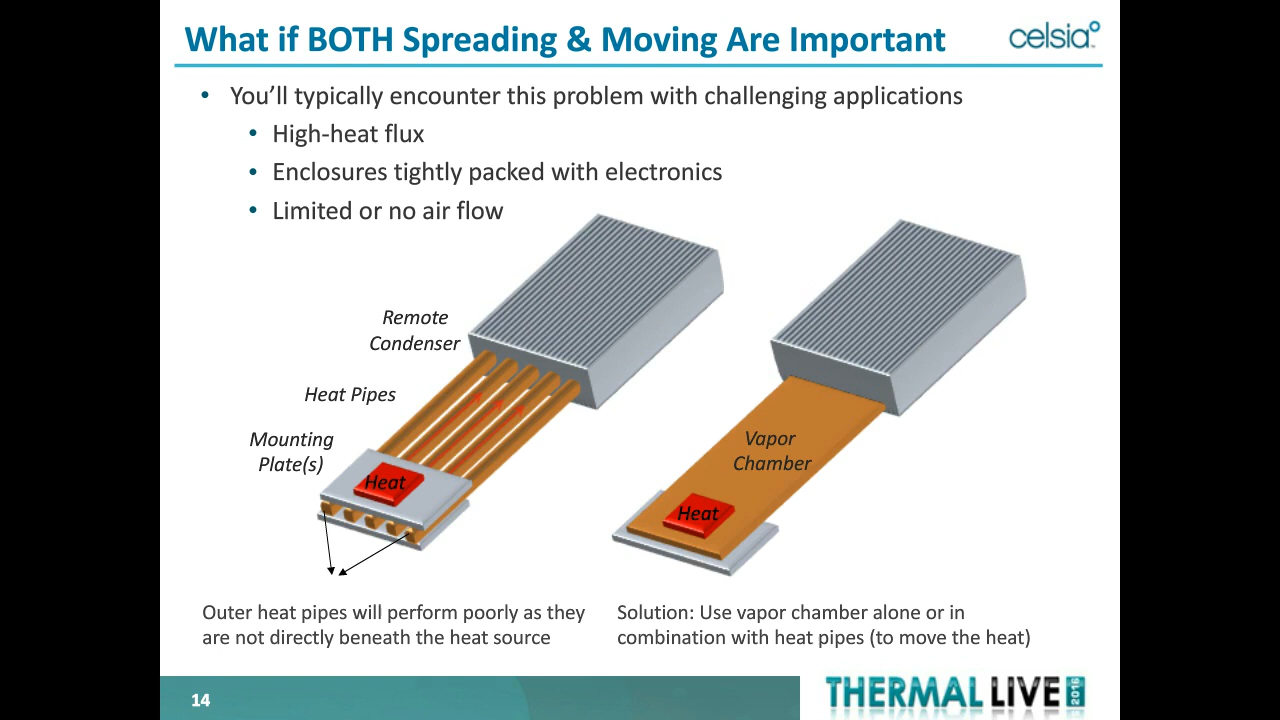 What if BOTH Spreading & Moving Are Important
celsia
• You’ll typically encounter this problem with challenging applications
• High-heat flux
• Enclosures tightly packed with electronics
• Limited or no air flow
Remote
Condenser
Heat Pipes
Mounting
Plate(s)
Heat
Vapor
Chamber
Heat
Outer heat pipes will perform poorly as they
are not directly beneath the heat source
Solution: Use vapor chamber alone or in
combination with heat pipes (to move the heat)
14
THERMAL LIVE 2016